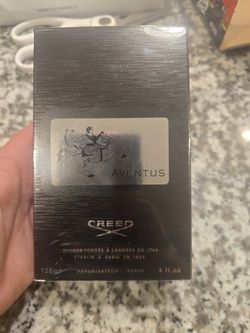 AVENTUS
CREED
MAISON FONDÉE À LONDRES EN 1760
ÉTABLIE À PARIS EN 1854
120ml VAPORISATEUR - SPRAY 4 fl.oz